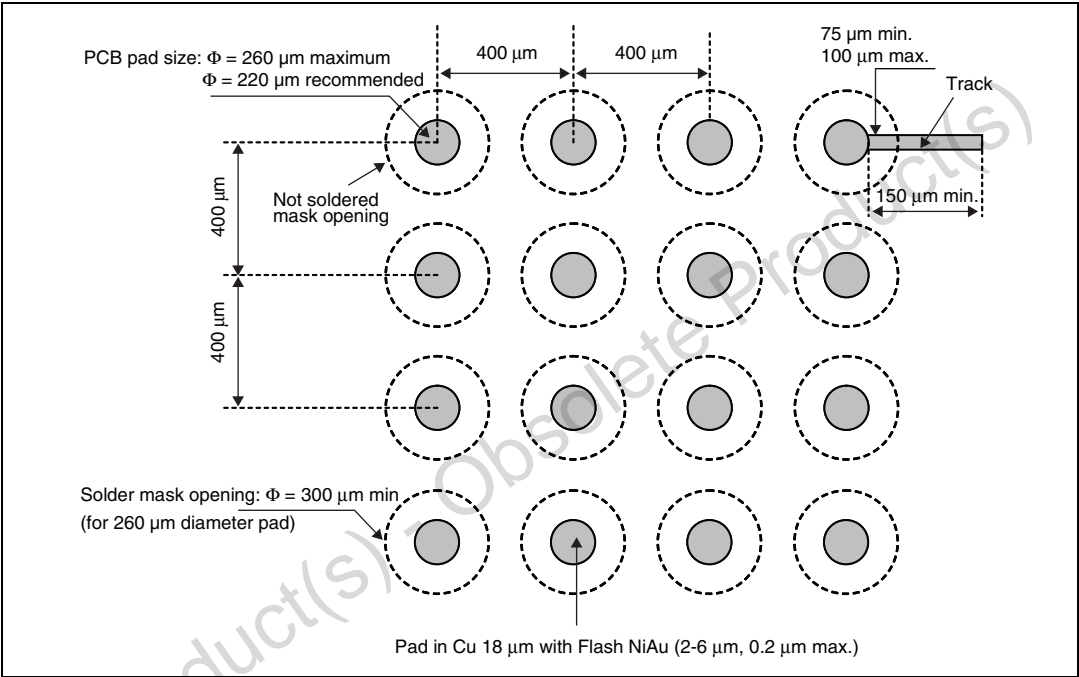 75 µm min.
100 µm max.
PCB pad size: Φ = 260 µm maximum
Φ = 220 µm recommended
400 µm
400 µm
Track
Not soldered
mask opening
400 µm
150 µm min.
400 µm
Solder mask opening: Φ = 300 µm min
(for 260 µm diameter pad)
Pad in Cu 18 µm with Flash NiAu (2-6 µm, 0.2 µm max.)
duct(s) - Obsolete Product(s)